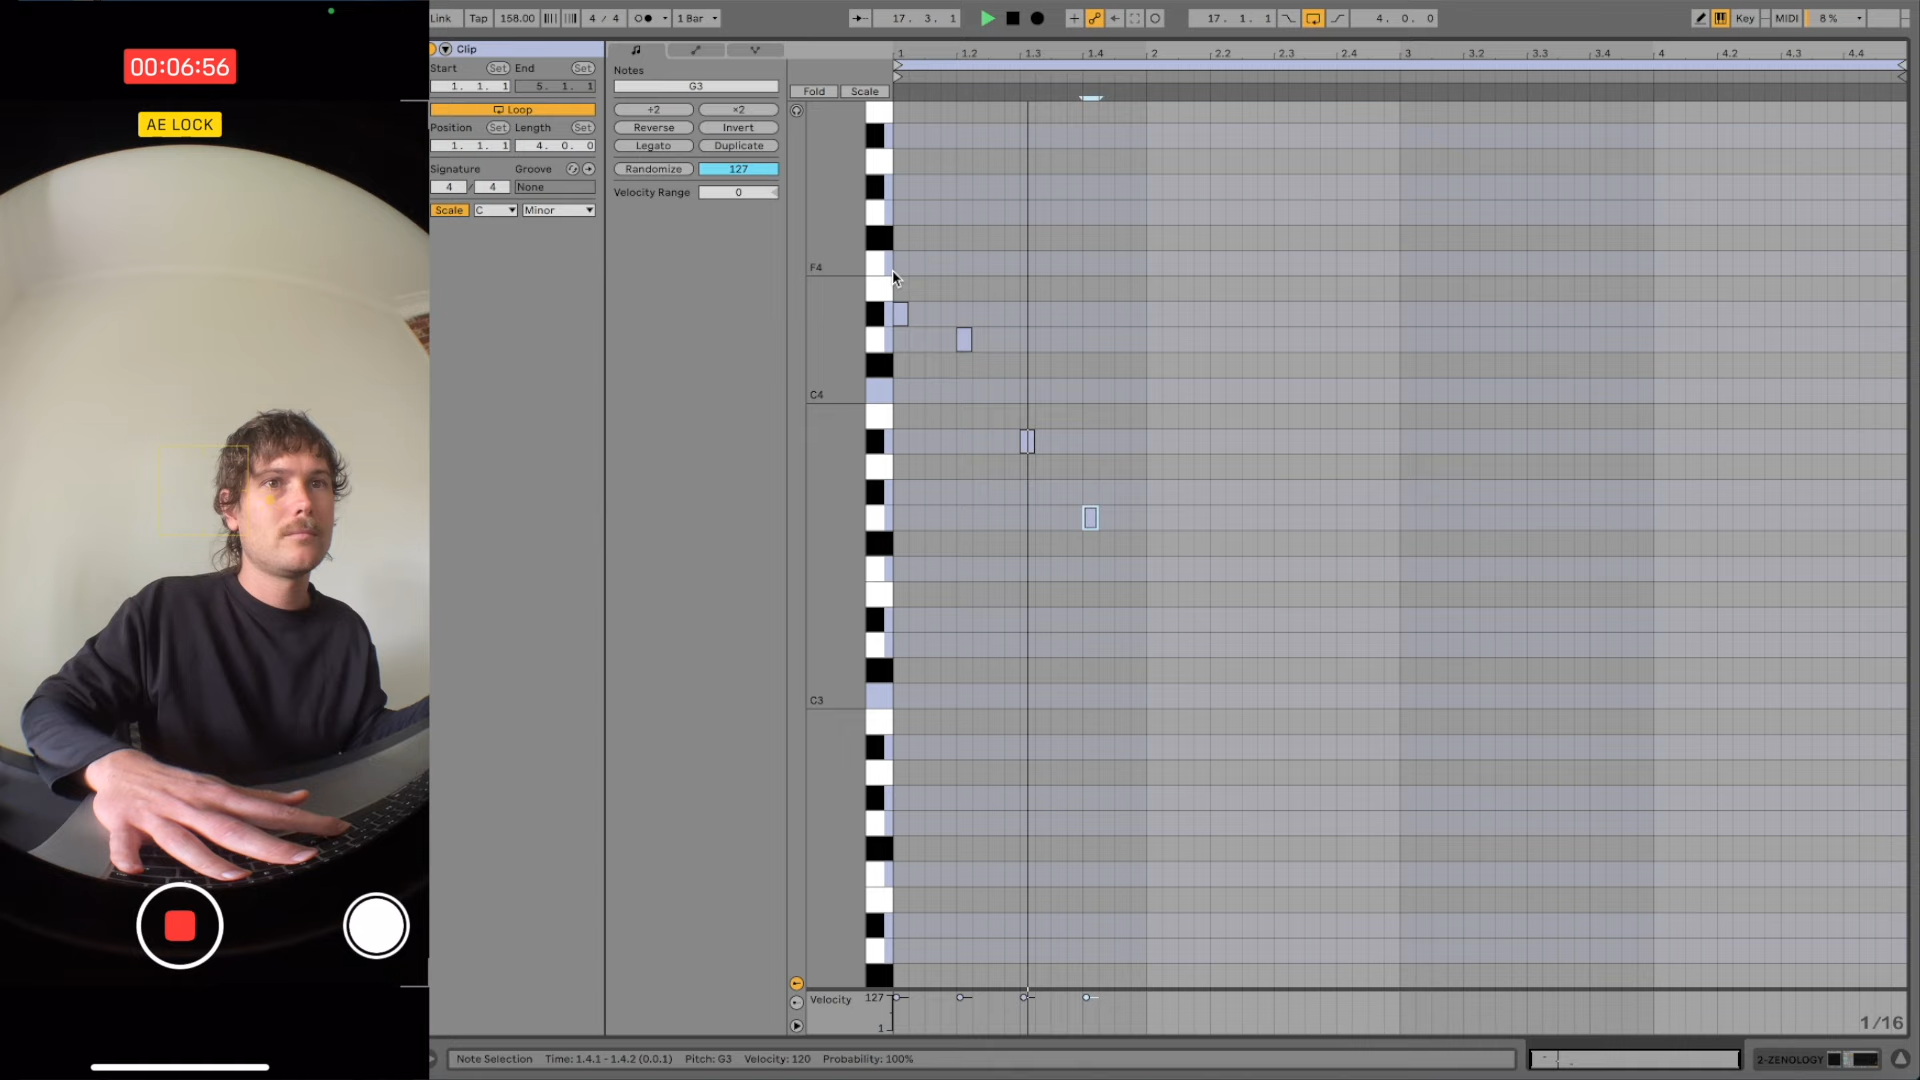 00:06:56
AE LOCK
Link Tap 158.00 4 / 4 1 Bar 17. 3. 1 17. 1. 1 4. 0. 0 Key MIDI 8 %
Clip
Start Set End Set
1. 1. 1 5. 1. 1
Loop
Position Set Length Set
1. 1. 1 4. 0. 0
Signature Groove
4 / 4 None
Scale C Minor
Notes
G3
÷2 ×2
Reverse Invert
Legato Duplicate
Randomize 127
Velocity Range 0
Fold Scale
1 1.2 1.3 1.4 2 2.2 2.3 2.4 3 3.2 3.3 3.4 4 4.2 4.3 4.4
F4
C4
C3
Velocity 127
1
1/16
Note Selection Time: 1.4.1 - 1.4.2 (0.0.1) Pitch: G3 Velocity: 120 Probability: 100%
2-ZENOLOGY